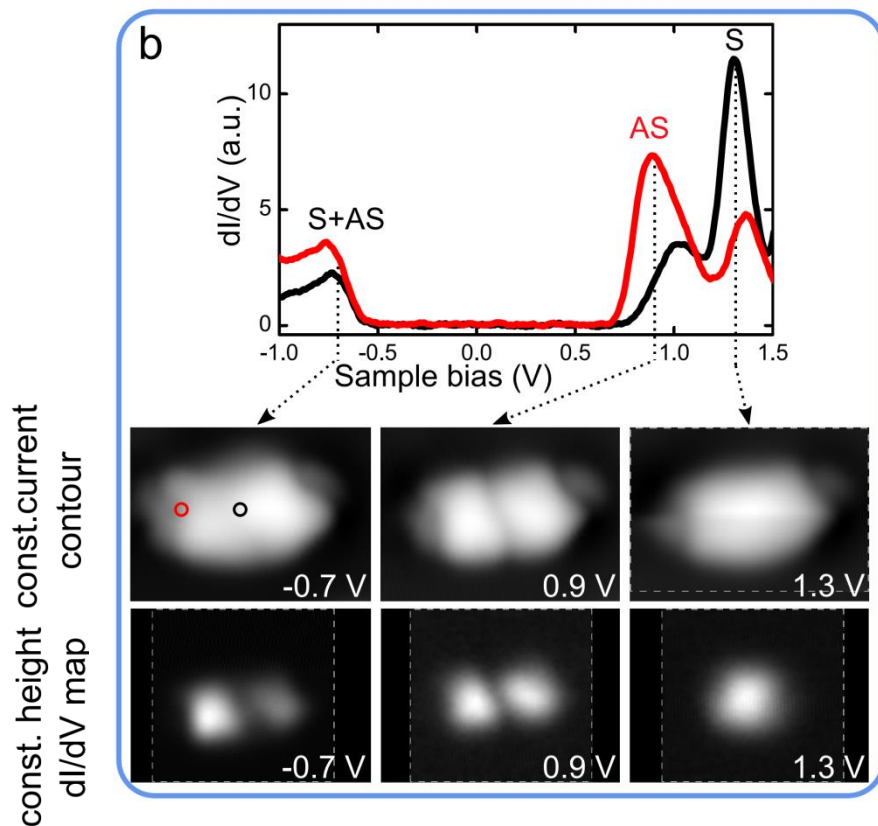 b
S
AS
S+AS
dI/dV (a.u.)
10
5
0
-1.0 -0.5 0.0 0.5 1.0 1.5
Sample bias (V)
const.current
contour
-0.7 V 0.9 V 1.3 V
const. height
dI/dV map
-0.7 V 0.9 V 1.3 V